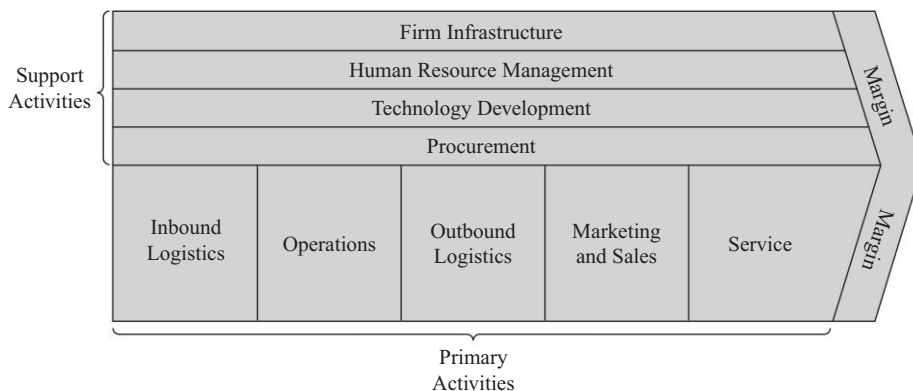 Support
Activities
Firm Infrastructure
Human Resource Management
Technology Development
Procurement
Margin
Inbound
Logistics
Operations
Outbound
Logistics
Marketing
and Sales
Service
Margin
Primary
Activities